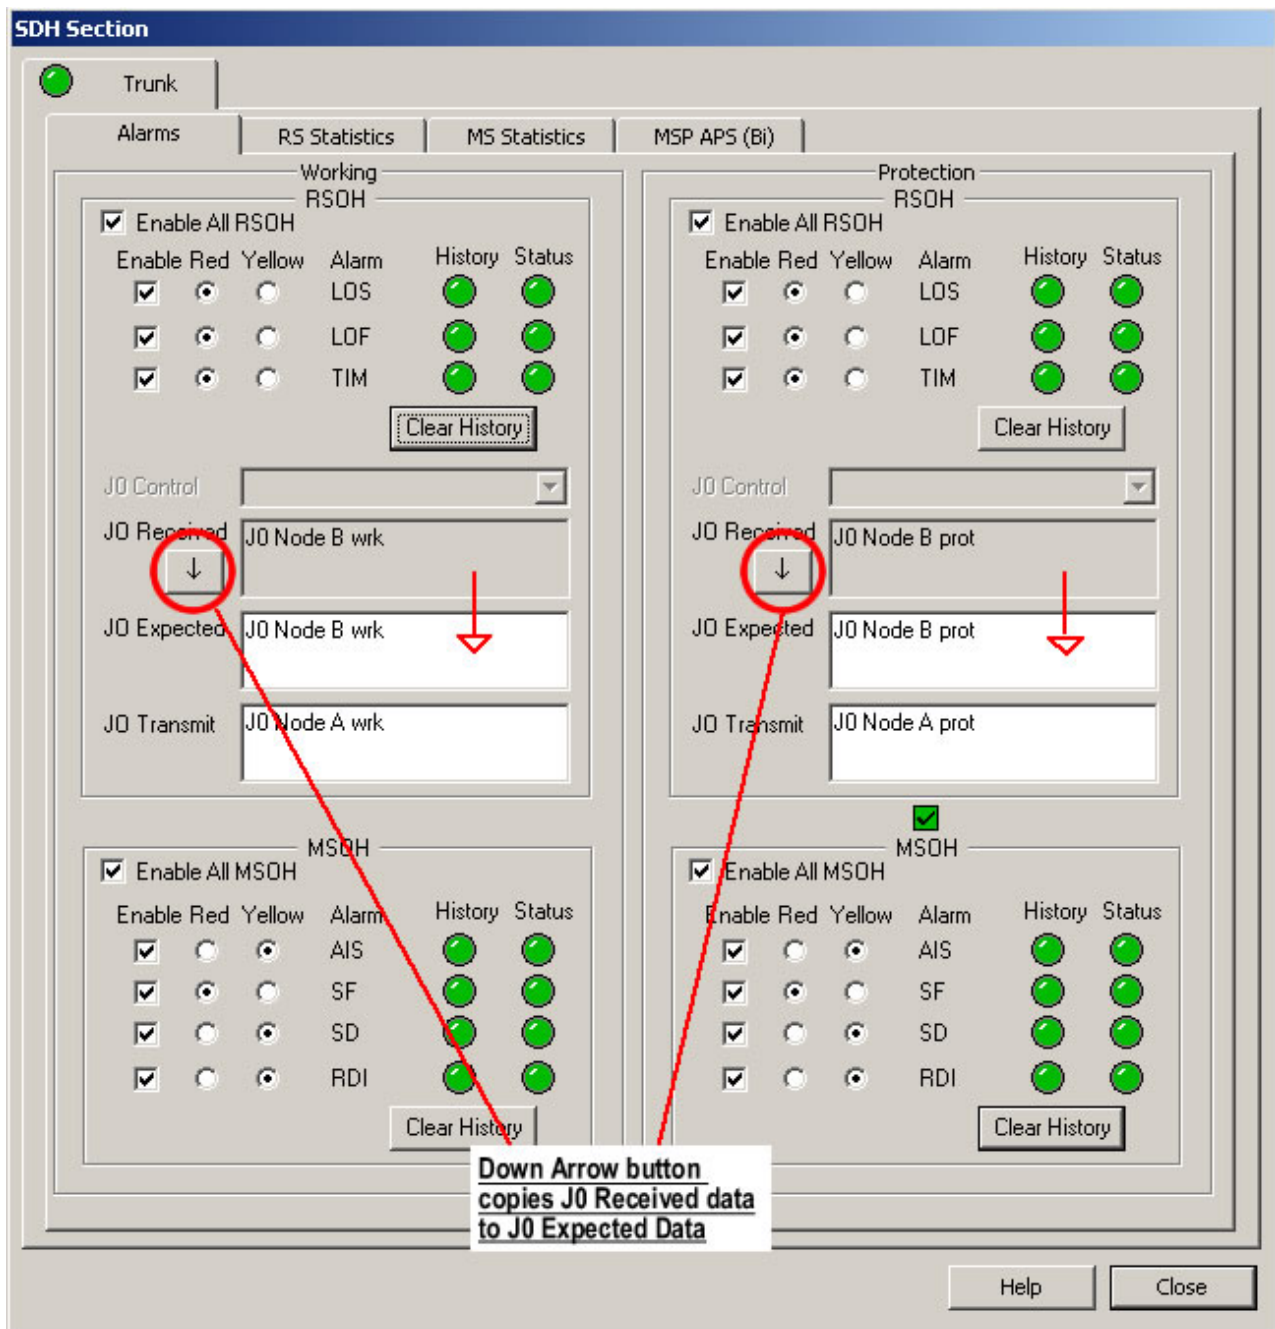 SDH Section
Trunk
Alarms RS Statistics MS Statistics MSP APS (Bi)
Working
RSOH
Enable All RSOH
Enable Red Yellow Alarm History Status
LOS
LOF
TIM
Clear History
J0 Control
J0 Received J0 Node B wrk
↓
J0 Expected J0 Node B wrk
J0 Transmit J0 Node A wrk
MSOH
Enable All MSOH
Enable Red Yellow Alarm History Status
AIS
SF
SD
RDI
Clear History
Protection
RSOH
Enable All RSOH
Enable Red Yellow Alarm History Status
LOS
LOF
TIM
Clear History
J0 Control
J0 Received J0 Node B prot
↓
J0 Expected J0 Node B prot
J0 Transmit J0 Node A prot
MSOH
Enable All MSOH
Enable Red Yellow Alarm History Status
AIS
SF
SD
RDI
Clear History
Down Arrow button
copies J0 Received data
to J0 Expected Data
Help Close